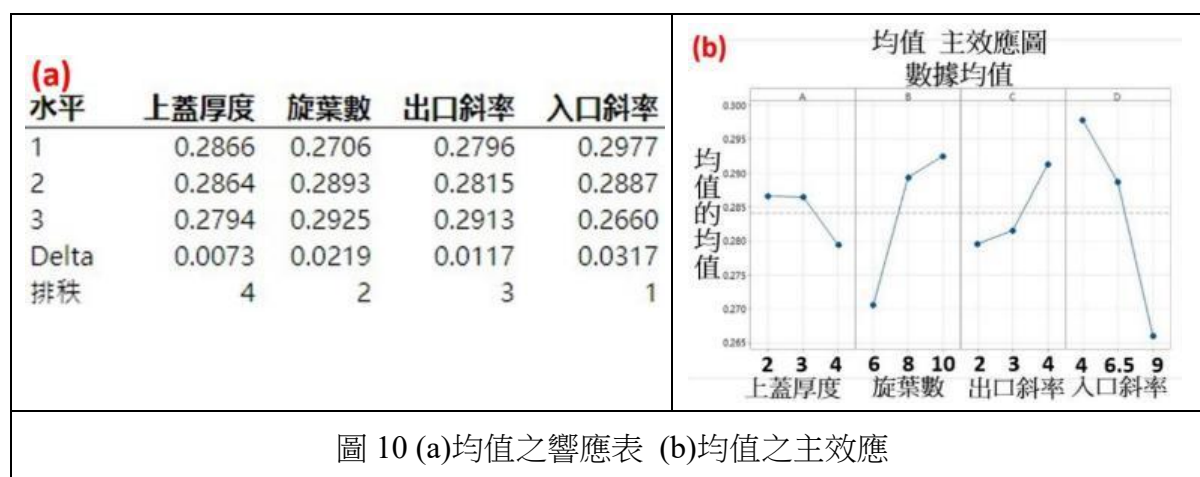 (a)
水平 上蓋厚度 旋葉數 出口斜率 入口斜率
1 0.2866 0.2706 0.2796 0.2977
2 0.2864 0.2893 0.2815 0.2887
3 0.2794 0.2925 0.2913 0.2660
Delta 0.0073 0.0219 0.0117 0.0317
排秩 4 2 3 1
(b)
均值 主效應圖
數據均值
A B C D
均值的均值
0.300
0.295
0.290
0.285
0.280
0.275
0.270
0.265
2 3 4 6 8 10 2 3 4 4 6.5 9
上蓋厚度 旋葉數 出口斜率 入口斜率
圖 10 (a)均值之響應表 (b)均值之主效應